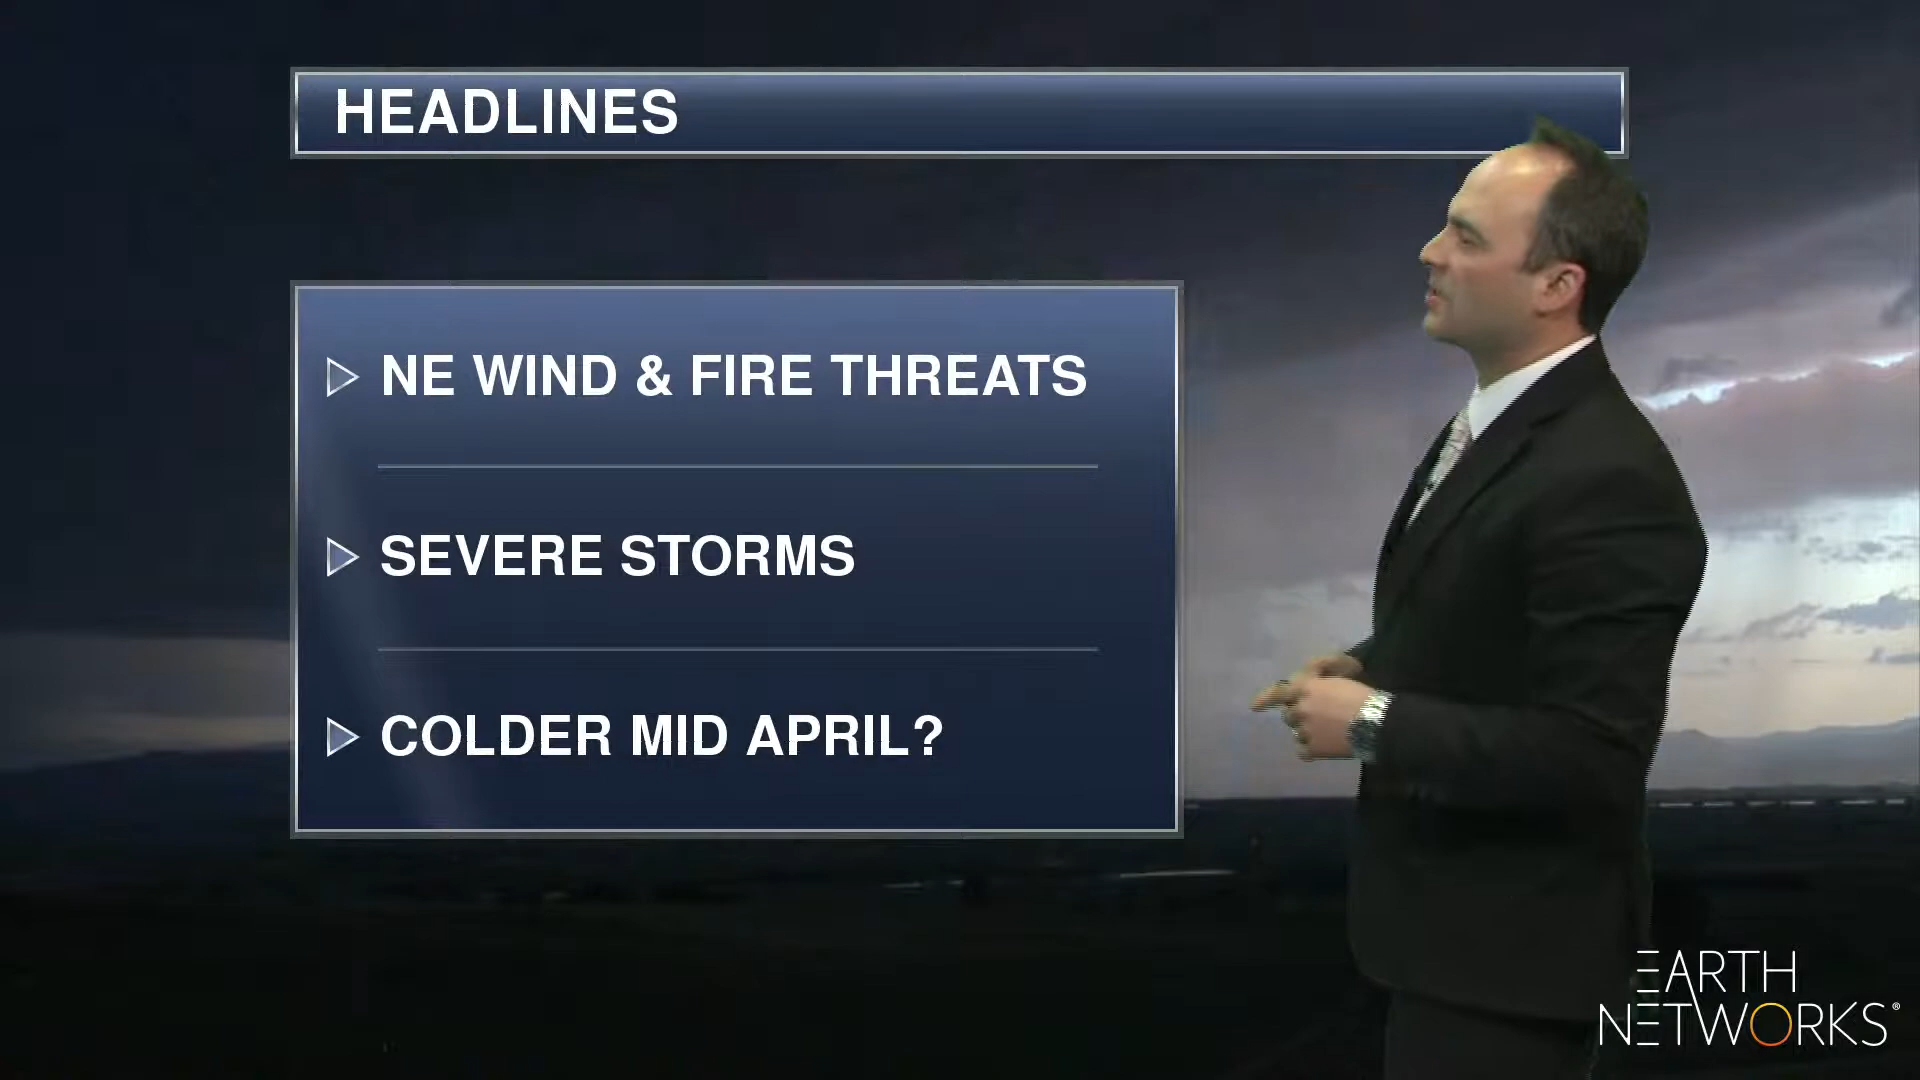 HEADLINES
NE WIND & FIRE THREATS
SEVERE STORMS
COLDER MID APRIL?
EARTH
NETWORKS®